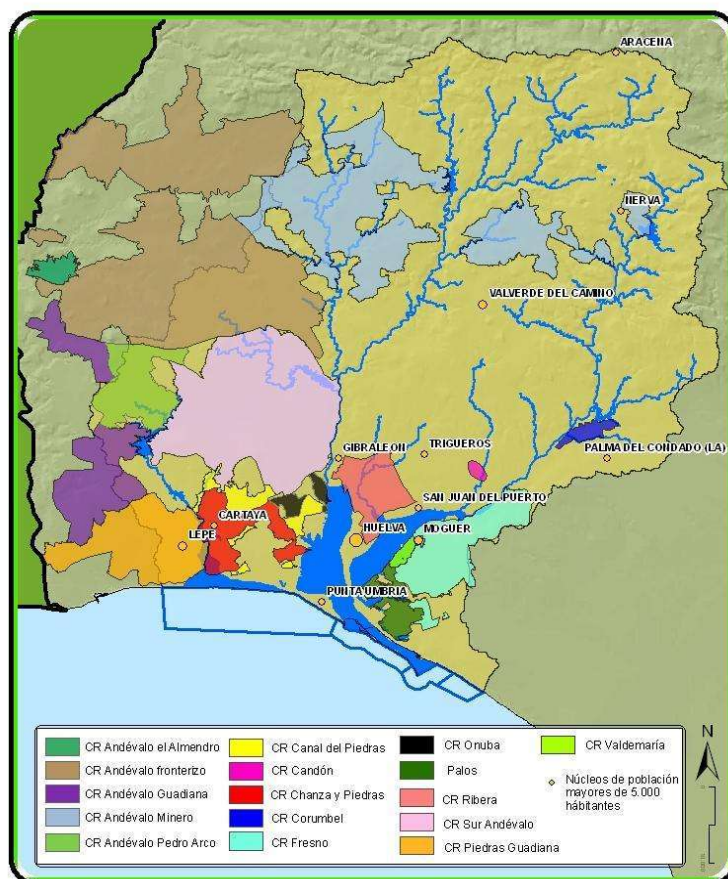 ARACENA
NERVA
VALVERDE DEL CAMINO
GIBRALEON
TRIGUEROS
PALMA DEL CONDADO (LA)
SAN JUAN DEL PUERTO
CARTAYA
LEPE
HUELVA
MOGUER
PUNTA UMBRIA
CR Andévalo el Almendro
CR Andévalo fronterizo
CR Andévalo Guadiana
CR Andévalo Minero
CR Andévalo Pedro Arco
CR Canal del Piedras
CR Candón
CR Chanza y Piedras
CR Corumbel
CR Fresno
CR Onuba
Palos
CR Ribera
CR Sur Andévalo
CR Piedras Guadiana
CR Valdemaría
Núcleos de población
mayores de 5.000
hábitantes
N